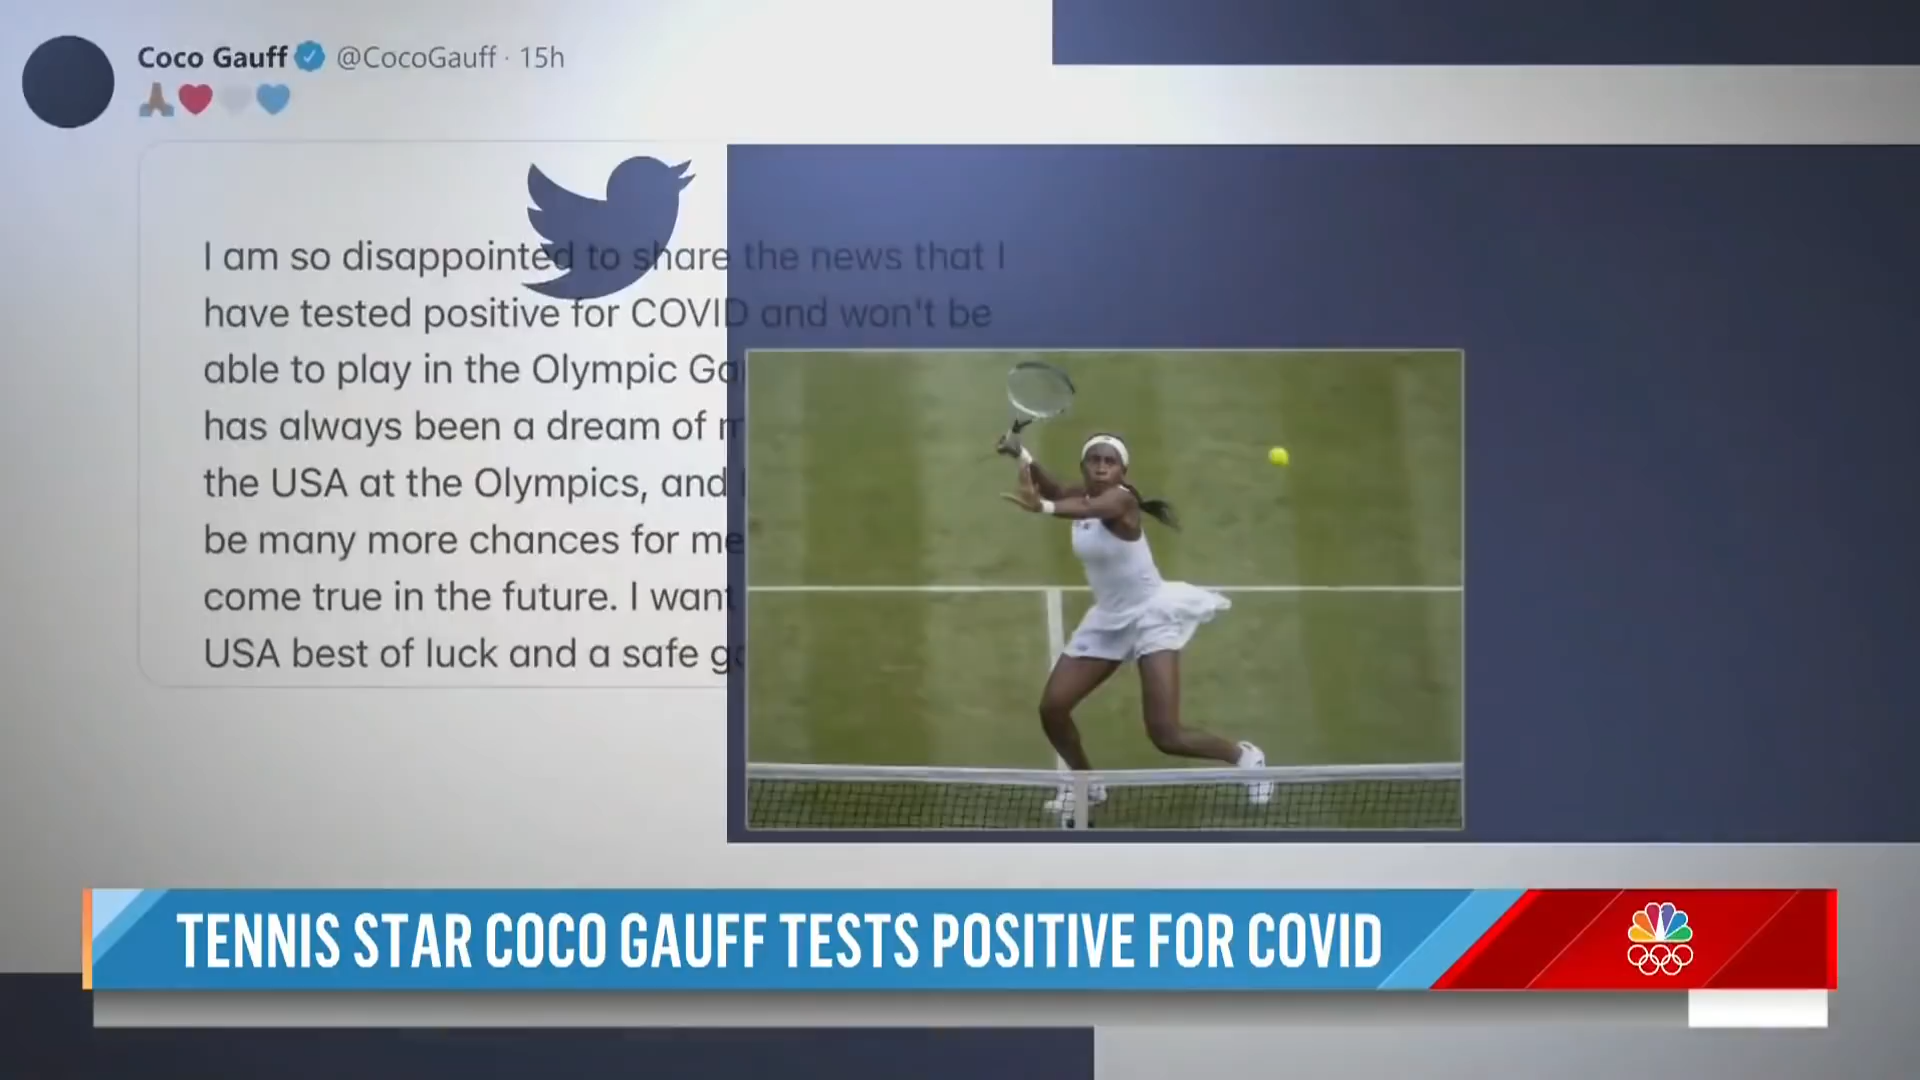 Coco Gauff @CocoGauff · 15h
I am so disappointed to share the news that I
have tested positive for COVID and won't be
able to play in the Olympic
has always been a dream of
the USA at the Olympics, and
be many more chances for me
come true in the future. I want
USA best of luck and a safe
TENNIS STAR COCO GAUFF TESTS POSITIVE FOR COVID